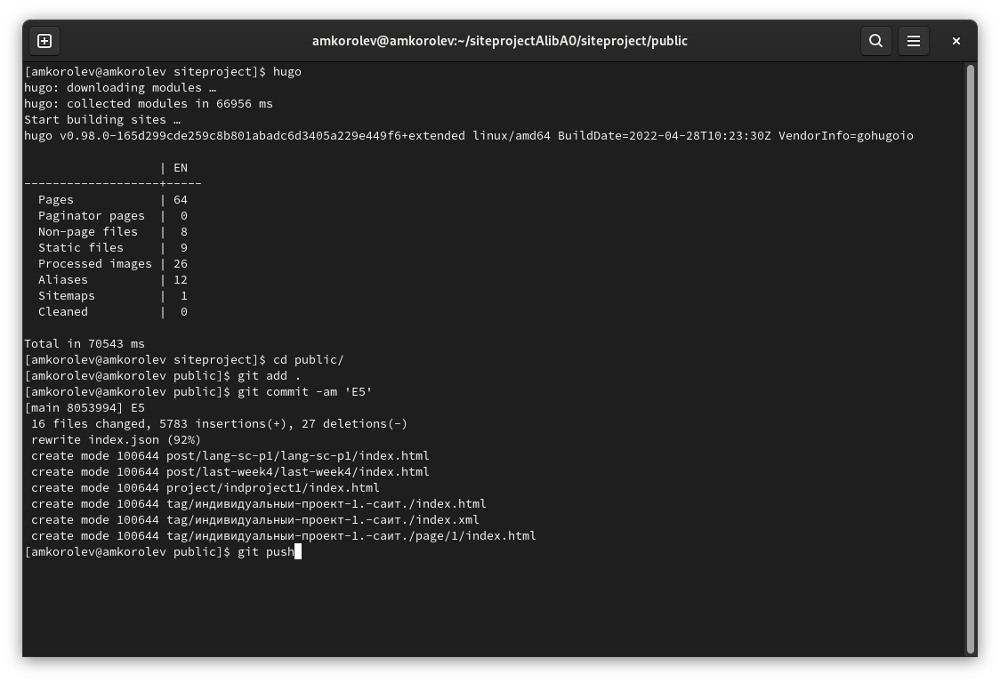 amkorolev@amkorolev:~/siteprojectAlibA0/siteproject/public
[amkorolev@amkorolev siteproject]$ hugo
hugo: downloading modules …
hugo: collected modules in 66956 ms
Start building sites …
hugo v0.98.0-165d299cde259c8b801abadc6d3405a229e449f6+extended linux/amd64 BuildDate=2022-04-28T10:23:30Z VendorInfo=gohugoio
                   | EN
-------------------+-----
  Pages            | 64
  Paginator pages  |  0
  Non-page files   |  8
  Static files     |  9
  Processed images | 26
  Aliases          | 12
  Sitemaps         |  1
  Cleaned          |  0
Total in 70543 ms
[amkorolev@amkorolev siteproject]$ cd public/
[amkorolev@amkorolev public]$ git add .
[amkorolev@amkorolev public]$ git commit -am 'E5'
[main 8053994] E5
 16 files changed, 5783 insertions(+), 27 deletions(-)
 rewrite index.json (92%)
 create mode 100644 post/lang-sc-p1/lang-sc-p1/index.html
 create mode 100644 post/last-week4/last-week4/index.html
 create mode 100644 project/indproject1/index.html
 create mode 100644 tag/индивидуальныи-проект-1.-саит./index.html
 create mode 100644 tag/индивидуальныи-проект-1.-саит./index.xml
 create mode 100644 tag/индивидуальныи-проект-1.-саит./page/1/index.html
[amkorolev@amkorolev public]$ git push